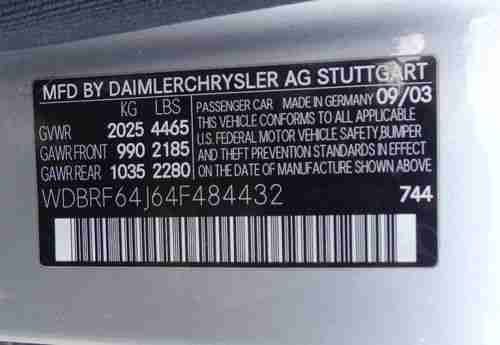 MFD BY DAIMLERCHRYSLER AG STUTTGART
KG LBS PASSENGER CAR MADE IN GERMANY 09/03
GVWR 2025 4465 THIS VEHICLE CONFORMS TO ALL APPLICABLE
U.S. FEDERAL MOTOR VEHICLE SAFETY, BUMPER
GAWR FRONT 990 2185 AND THEFT PREVENTION STANDARDS IN
GAWR REAR 1035 2280 EFFECT ON THE DATE OF MANUFACTURE
WDBRF64J64F484432 744